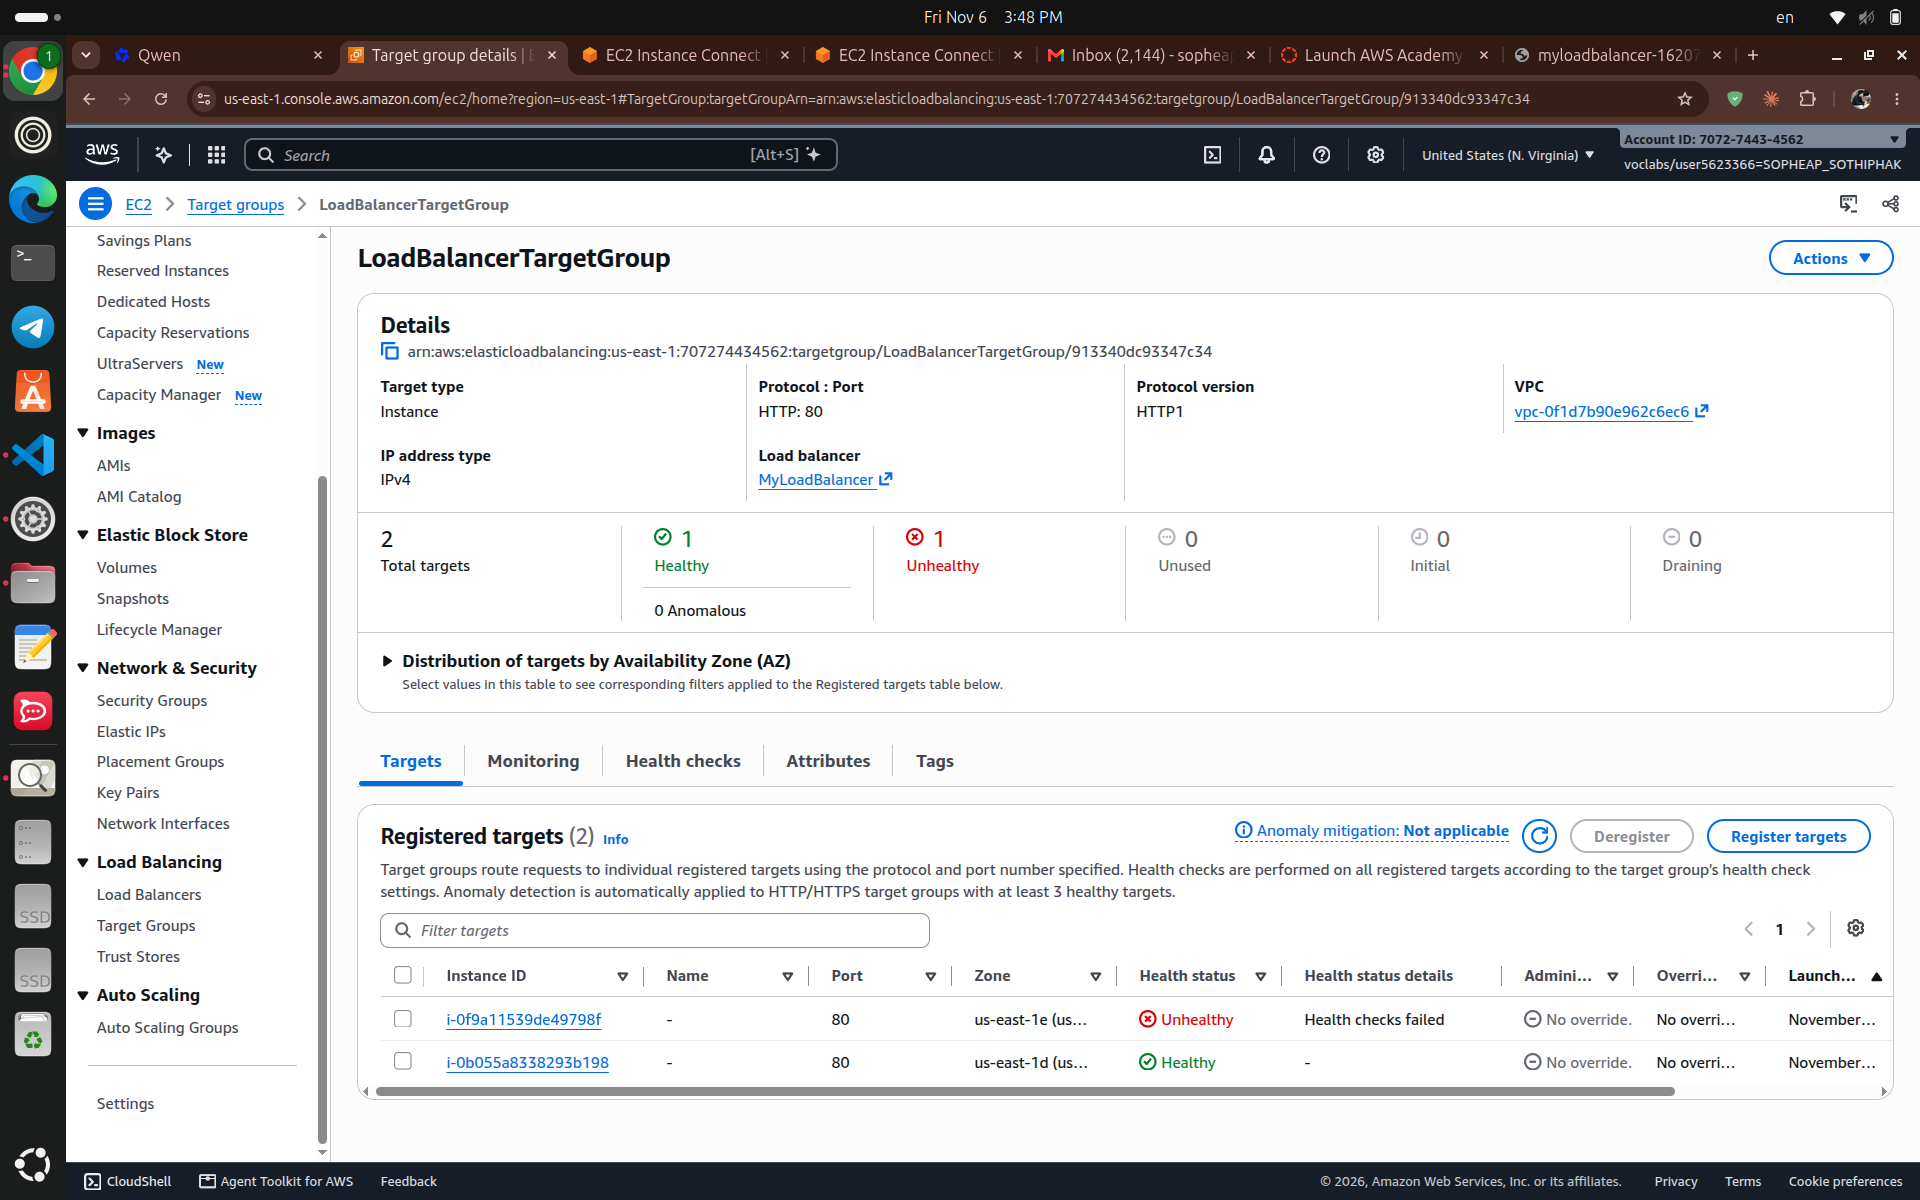 Fri Nov 6 3:48 PM
en
1
Qwen
Target group details | E
EC2 Instance Connect
EC2 Instance Connect
Inbox (2,144) - sophea
Launch AWS Academy
myloadbalancer-16207
us-east-1.console.aws.amazon.com/ec2/home?region=us-east-1#TargetGroup:targetGroupArn=arn:aws:elasticloadbalancing:us-east-1:707274434562:targetgroup/LoadBalancerTargetGroup/913340dc93347c34
aws
Search
[Alt+S]
United States (N. Virginia)
Account ID: 7072-7443-4562
voclabs/user5623366=SOPHEAP_SOTHIPHAK
EC2
Target groups
LoadBalancerTargetGroup
Savings Plans
Reserved Instances
Dedicated Hosts
Capacity Reservations
UltraServers New
Capacity Manager New
Images
AMIs
AMI Catalog
Elastic Block Store
Volumes
Snapshots
Lifecycle Manager
Network & Security
Security Groups
Elastic IPs
Placement Groups
Key Pairs
Network Interfaces
Load Balancing
Load Balancers
Target Groups
Trust Stores
Auto Scaling
Auto Scaling Groups
Settings
SSD
SSD
LoadBalancerTargetGroup
Actions
Details
arn:aws:elasticloadbalancing:us-east-1:707274434562:targetgroup/LoadBalancerTargetGroup/913340dc93347c34
Target type
Instance
Protocol : Port
HTTP: 80
Protocol version
HTTP1
VPC
vpc-0f1d7b90e962c6ec6
IP address type
IPv4
Load balancer
MyLoadBalancer
2
Total targets
1
Healthy
0 Anomalous
1
Unhealthy
0
Unused
0
Initial
0
Draining
Distribution of targets by Availability Zone (AZ)
Select values in this table to see corresponding filters applied to the Registered targets table below.
Targets
Monitoring
Health checks
Attributes
Tags
Registered targets (2) Info
Anomaly mitigation: Not applicable
Deregister
Register targets
Target groups route requests to individual registered targets using the protocol and port number specified. Health checks are performed on all registered targets according to the target group's health check
settings. Anomaly detection is automatically applied to HTTP/HTTPS target groups with at least 3 healthy targets.
Filter targets
1
Instance ID Name Port Zone Health status Health status details Admini... Overri... Launch...
i-0f9a11539de49798f - 80 us-east-1e (us... Unhealthy Health checks failed No override. No overri... November...
i-0b055a8338293b198 - 80 us-east-1d (us... Healthy - No override. No overri... November...
CloudShell
Agent Toolkit for AWS
Feedback
© 2026, Amazon Web Services, Inc. or its affiliates.
Privacy
Terms
Cookie preferences